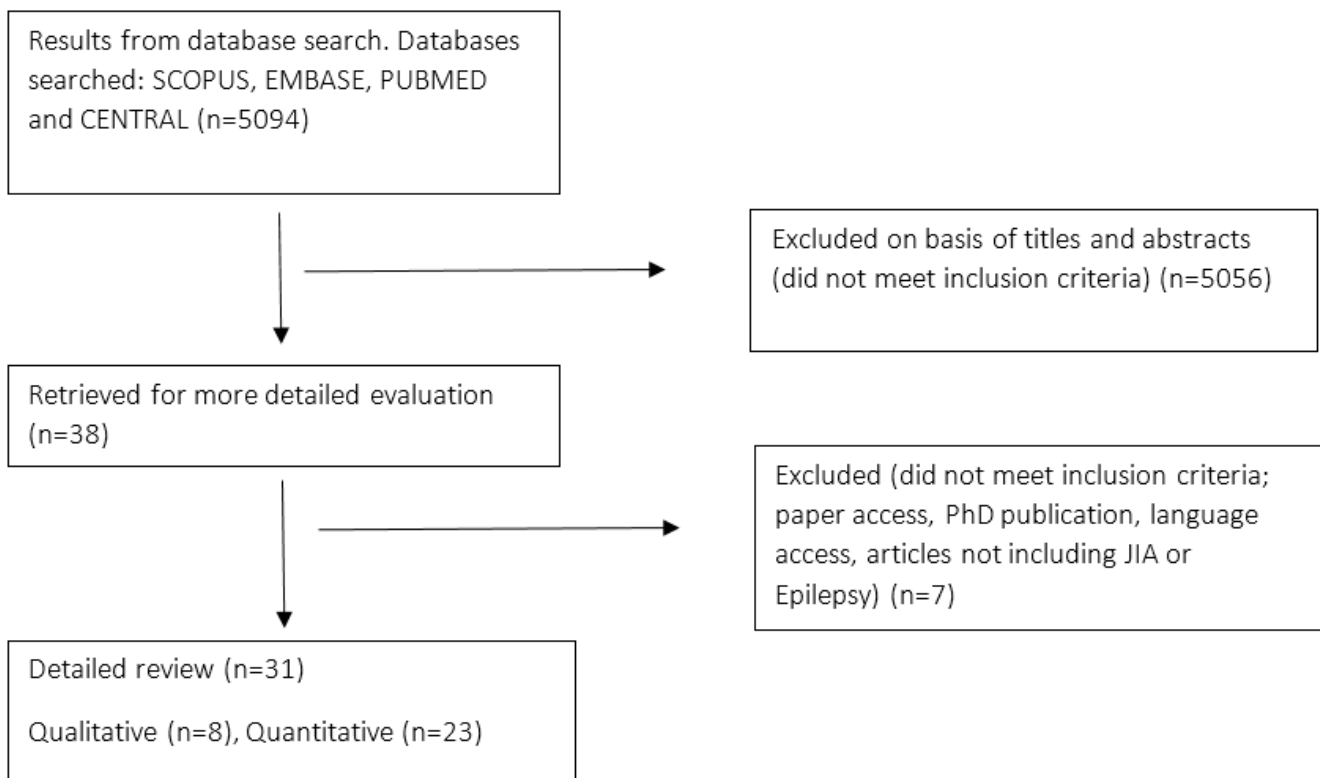 Results from database search. Databases
searched: SCOPUS, EMBASE, PUBMED
and CENTRAL (n=5094)
Excluded on basis of titles and abstracts
(did not meet inclusion criteria) (n=5056)
Retrieved for more detailed evaluation
(n=38)
Excluded (did not meet inclusion criteria;
paper access, PhD publication, language
access, articles not including JIA or
Epilepsy) (n=7)
Detailed review (n=31)
Qualitative (n=8), Quantitative (n=23)